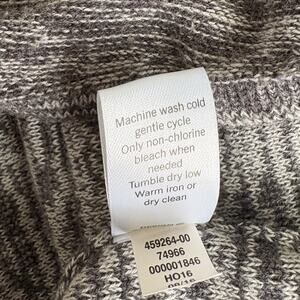 Machine wash cold
gentle cycle
Only non-chlorine
bleach when
needed
Tumble dry low
Warm iron or
dry clean
459264-00
74966
000001846
HO16